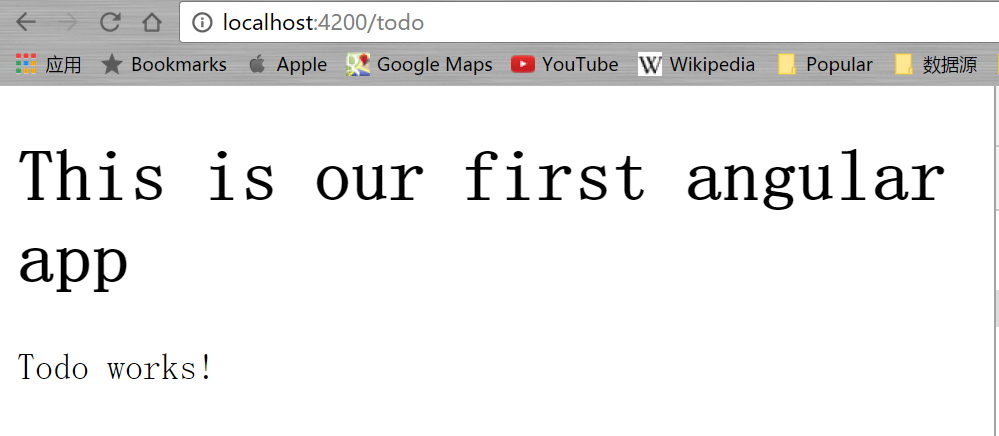 localhost:4200/todo
应用 Bookmarks Apple Google Maps YouTube W Wikipedia Popular 数据源
This is our first angular
app
Todo works!